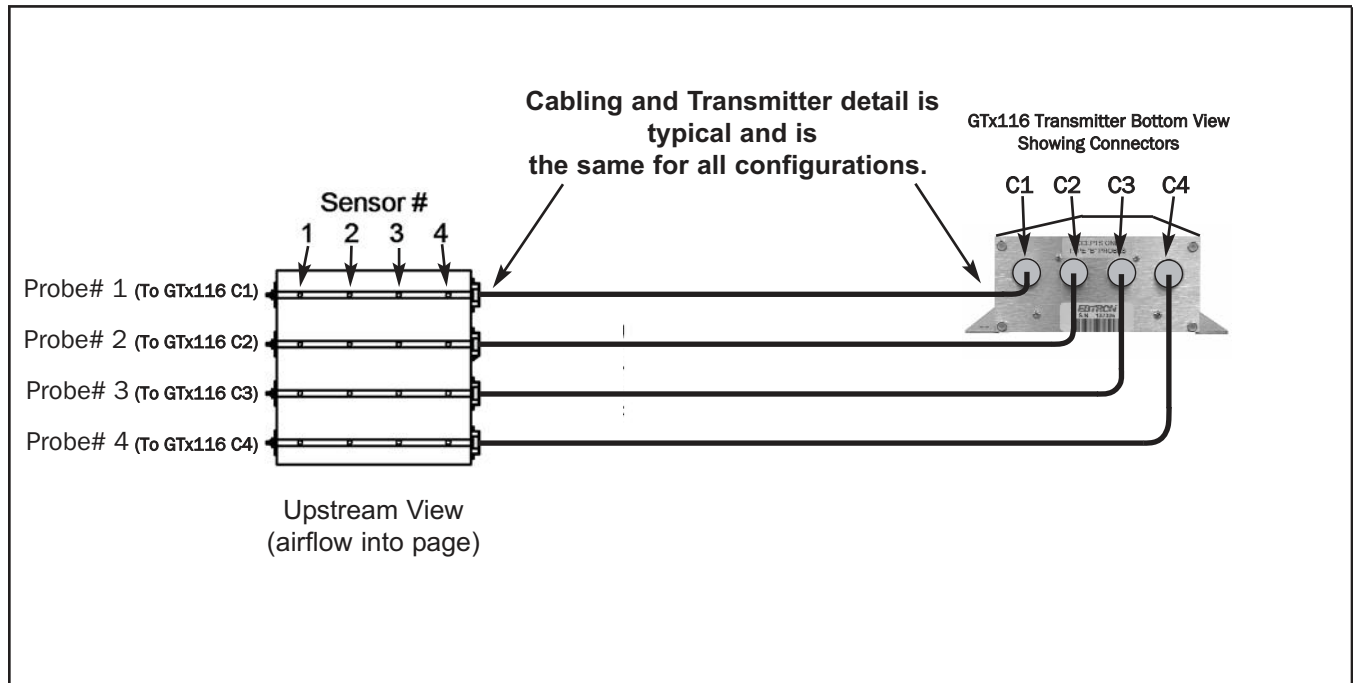 Cabling and Transmitter detail is
typical and is
the same for all configurations.
GTx116 Transmitter Bottom View
Showing Connectors
C1 C2 C3 C4
Sensor #
1 2 3 4
Probe# 1 (To GTx116 C1)
Probe# 2 (To GTx116 C2)
Probe# 3 (To GTx116 C3)
Probe# 4 (To GTx116 C4)
EBTRON
Upstream View
(airflow into page)